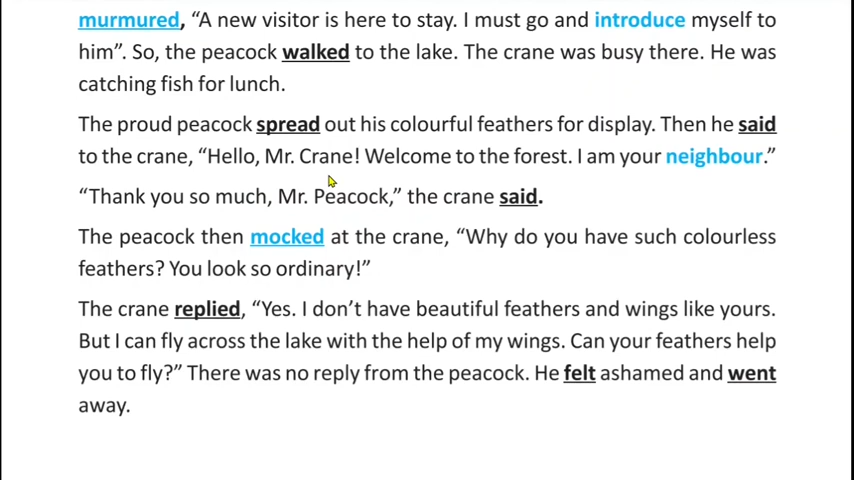 murmured, “A new visitor is here to stay. I must go and introduce myself to
him”. So, the peacock walked to the lake. The crane was busy there. He was
catching fish for lunch.
The proud peacock spread out his colourful feathers for display. Then he said
to the crane, “Hello, Mr. Crane! Welcome to the forest. I am your neighbour.”
“Thank you so much, Mr. Peacock,” the crane said.
The peacock then mocked at the crane, “Why do you have such colourless
feathers? You look so ordinary!”
The crane replied, “Yes. I don’t have beautiful feathers and wings like yours.
But I can fly across the lake with the help of my wings. Can your feathers help
you to fly?” There was no reply from the peacock. He felt ashamed and went
away.